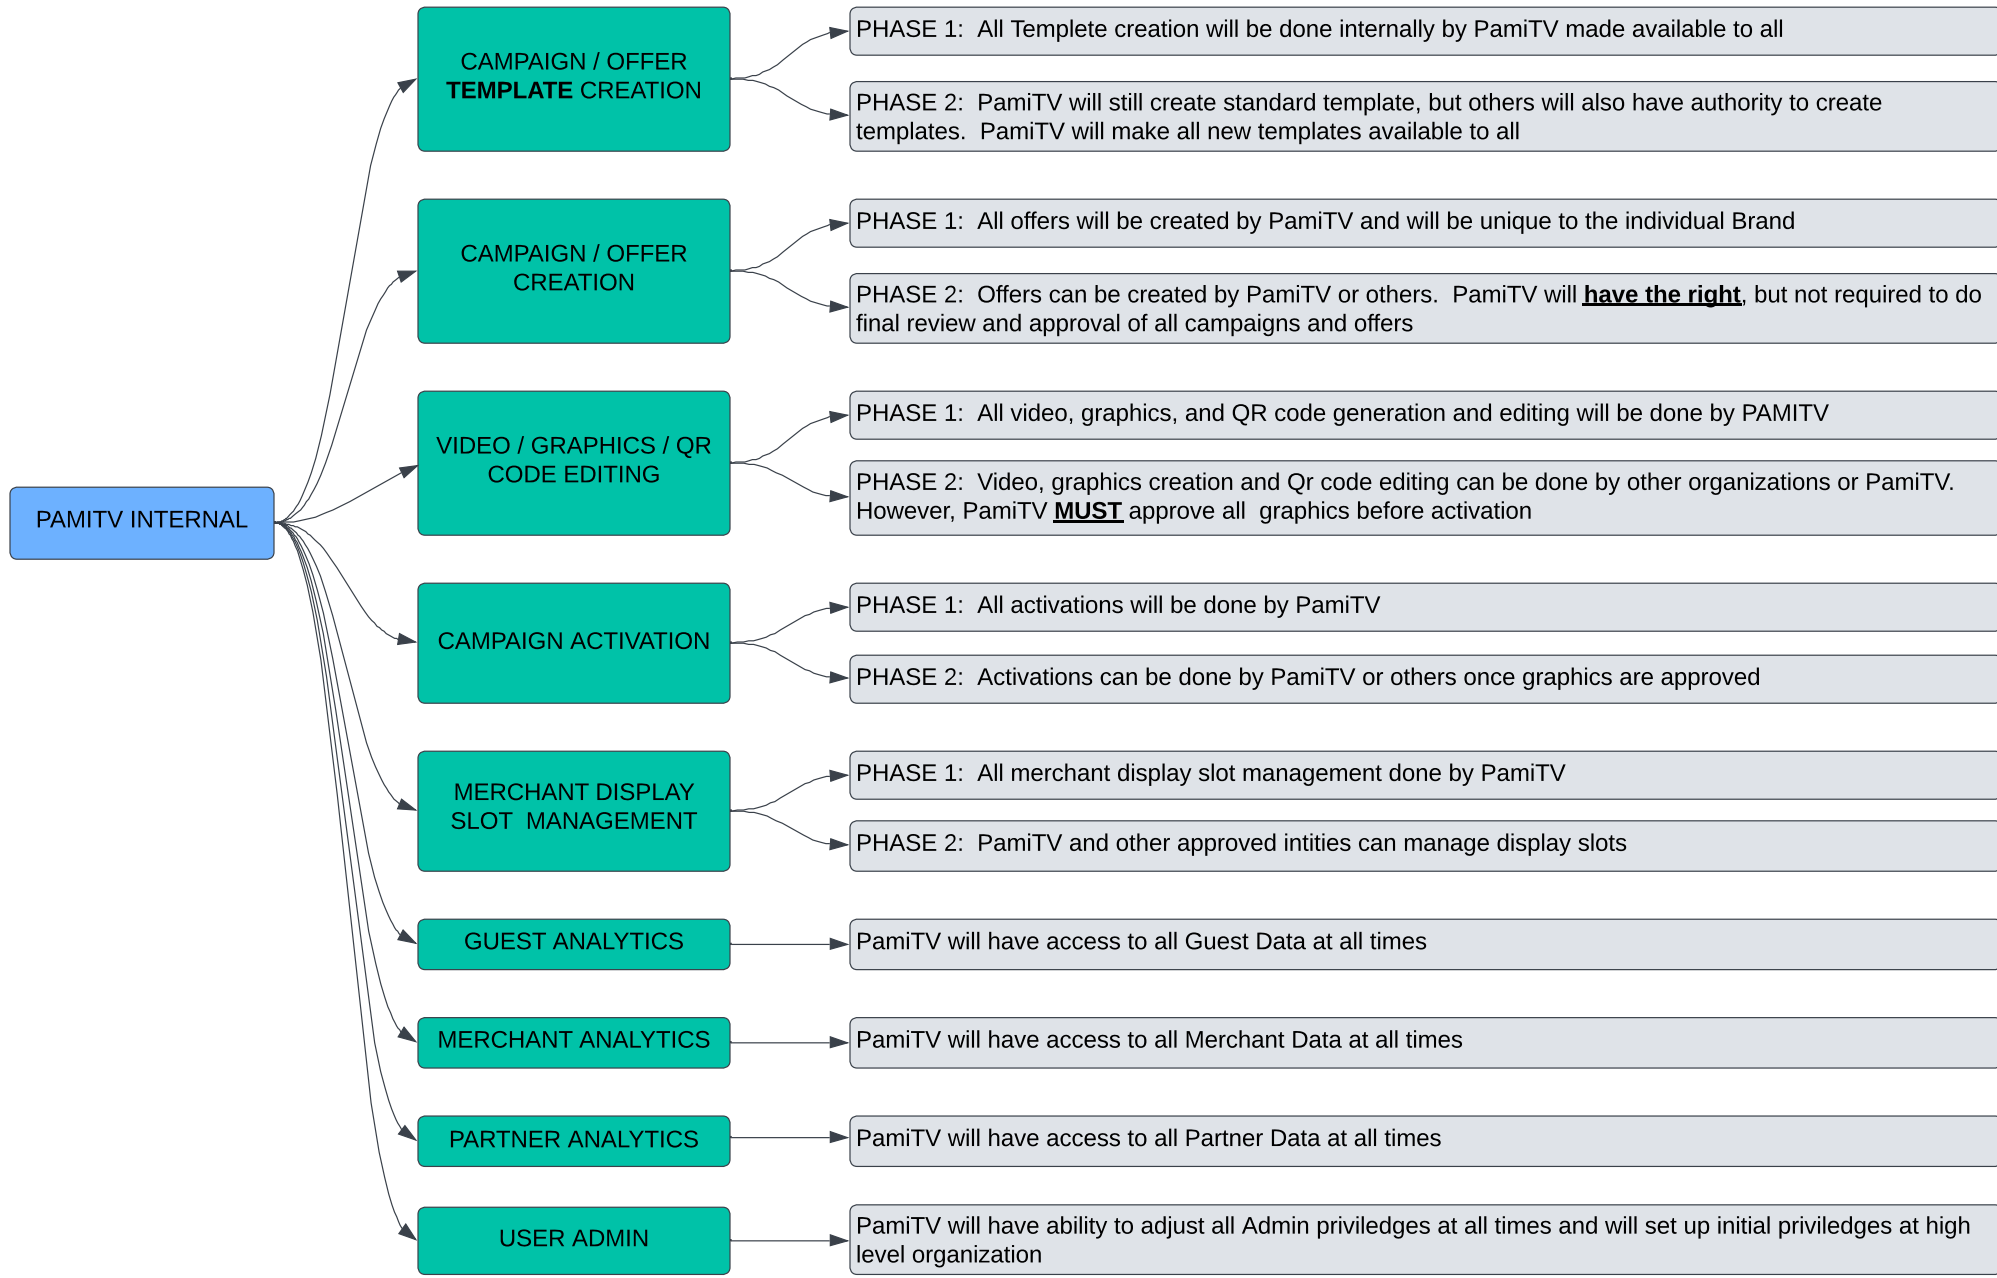 CAMPAIGN / OFFER
TEMPLATE CREATION
PHASE 1:  All Templete creation will be done internally by PamiTV made available to all
PHASE 2:  PamiTV will still create standard template, but others will also have authority to create
templates.  PamiTV will make all new templates available to all
CAMPAIGN / OFFER
CREATION
PHASE 1:  All offers will be created by PamiTV and will be unique to the individual Brand
PHASE 2:  Offers can be created by PamiTV or others.  PamiTV will have the right, but not required to do
final review and approval of all campaigns and offers
VIDEO / GRAPHICS / QR
CODE EDITING
PHASE 1:  All video, graphics, and QR code generation and editing will be done by PAMITV
PHASE 2:  Video, graphics creation and Qr code editing can be done by other organizations or PamiTV.
However, PamiTV MUST approve all  graphics before activation
PAMITV INTERNAL
CAMPAIGN ACTIVATION
PHASE 1:  All activations will be done by PamiTV
PHASE 2:  Activations can be done by PamiTV or others once graphics are approved
MERCHANT DISPLAY
SLOT  MANAGEMENT
PHASE 1:  All merchant display slot management done by PamiTV
PHASE 2:  PamiTV and other approved intities can manage display slots
GUEST ANALYTICS
PamiTV will have access to all Guest Data at all times
MERCHANT ANALYTICS
PamiTV will have access to all Merchant Data at all times
PARTNER ANALYTICS
PamiTV will have access to all Partner Data at all times
USER ADMIN
PamiTV will have ability to adjust all Admin priviledges at all times and will set up initial priviledges at high
level organization